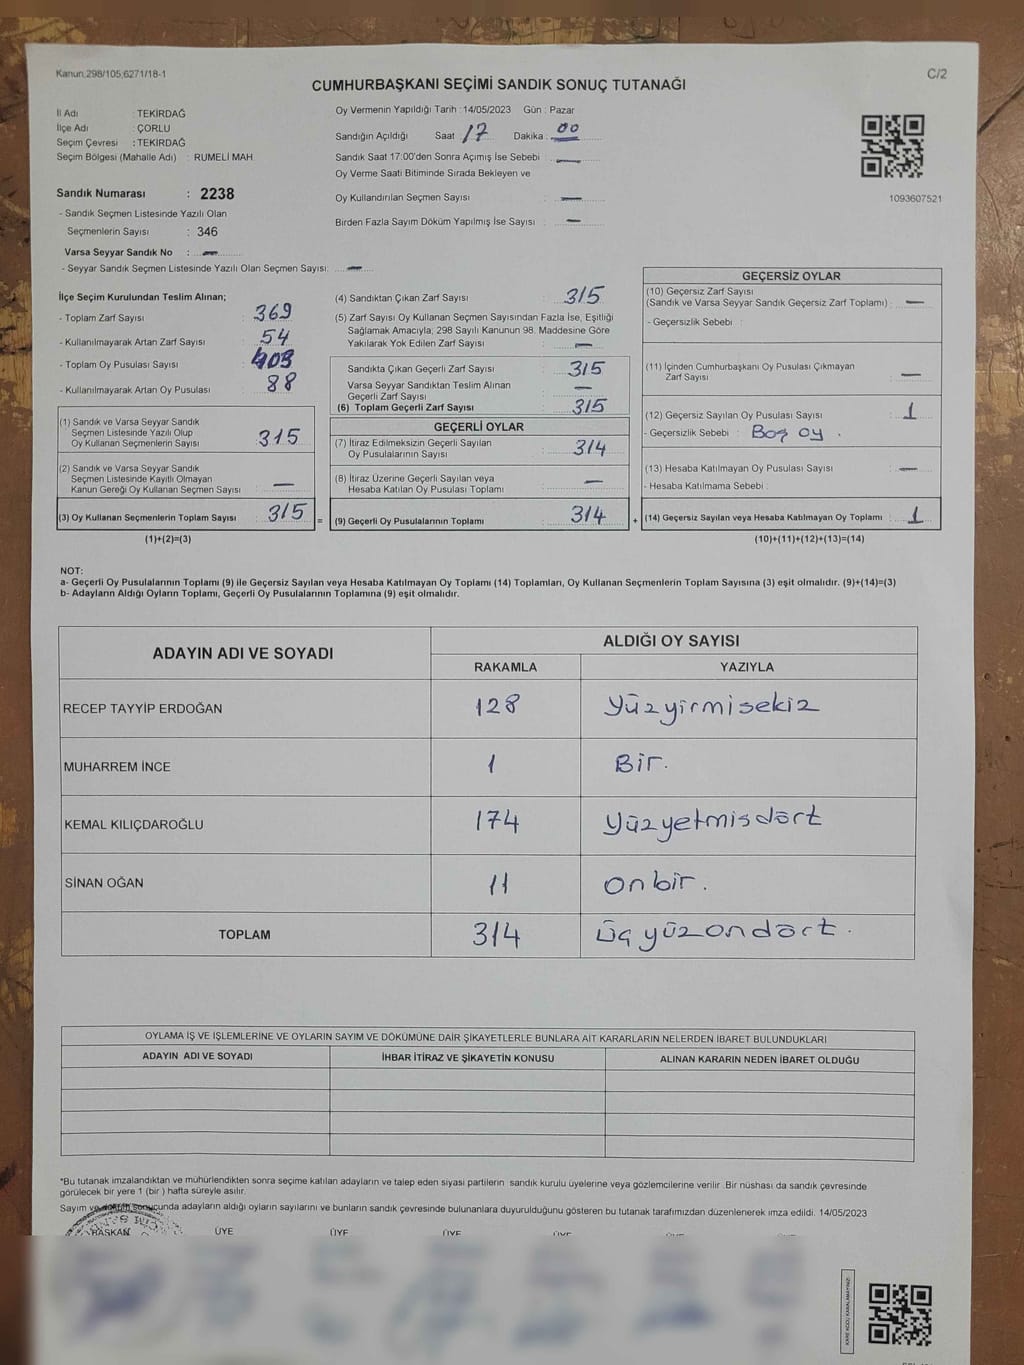 Kanun;298/105;6271/18-1
C/2
CUMHURBAŞKANI SEÇİMİ SANDIK SONUÇ TUTANAĞI
İl Adı : TEKİRDAĞ
İlçe Adı : ÇORLU
Seçim Çevresi : TEKİRDAĞ
Seçim Bölgesi (Mahalle Adı) : RUMELİ MAH
Oy Vermenin Yapıldığı Tarih :14/05/2023 Gün : Pazar
Sandığın Açıldığı Saat 17 Dakika : 00
Sandık Saat 17:00'den Sonra Açımış İse Sebebi : —
Oy Verme Saati Bitiminde Sırada Bekleyen ve
Oy Kullandırılan Seçmen Sayısı : —
Birden Fazla Sayım Döküm Yapılmış İse Sayısı : —
1093607521
Sandık Numarası : 2238
- Sandık Seçmen Listesinde Yazılı Olan
Seçmenlerin Sayısı : 346
Varsa Seyyar Sandık No : —
- Seyyar Sandık Seçmen Listesinde Yazılı Olan Seçmen Sayısı: —
İlçe Seçim Kurulundan Teslim Alınan;
- Toplam Zarf Sayısı : 369
- Kullanılmayarak Artan Zarf Sayısı : 54
- Toplam Oy Pusulası Sayısı : 403
- Kullanılmayarak Artan Oy Pusulası : 88
(1) Sandık ve Varsa Seyyar Sandık
Seçmen Listesinde Yazılı Olup
Oy Kullanan Seçmenlerin Sayısı : 315
(2) Sandık ve Varsa Seyyar Sandık
Seçmen Listesinde Kayıtlı Olmayan
Kanun Gereği Oy Kullanan Seçmen Sayısı : —
(3) Oy Kullanan Seçmenlerin Toplam Sayısı : 315
(1)+(2)=(3)
(4) Sandıktan Çıkan Zarf Sayısı : 315
(5) Zarf Sayısı Oy Kullanan Seçmen Sayısından Fazla İse, Eşitliği
Sağlamak Amacıyla; 298 Sayılı Kanunun 98. Maddesine Göre
Yakılarak Yok Edilen Zarf Sayısı : —
Sandıkta Çıkan Geçerli Zarf Sayısı : 315
Varsa Seyyar Sandıktan Teslim Alınan
Geçerli Zarf Sayısı : —
(6) Toplam Geçerli Zarf Sayısı : 315
GEÇERLİ OYLAR
(7) İtiraz Edilmeksizin Geçerli Sayılan
Oy Pusulalarının Sayısı : 314
(8) İtiraz Üzerine Geçerli Sayılan veya
Hesaba Katılan Oy Pusulası Toplamı : —
= (9) Geçerli Oy Pusulalarının Toplamı : 314
GEÇERSİZ OYLAR
(10) Geçersiz Zarf Sayısı
(Sandık ve Varsa Seyyar Sandık Geçersiz Zarf Toplamı) : —
- Geçersizlik Sebebi :
(11) İçinden Cumhurbaşkanı Oy Pusulası Çıkmayan
Zarf Sayısı : —
(12) Geçersiz Sayılan Oy Pusulası Sayısı : 1
- Geçersizlik Sebebi : Boş oy .
(13) Hesaba Katılmayan Oy Pusulası Sayısı : —
- Hesaba Katılmama Sebebi :
+ (14) Geçersiz Sayılan veya Hesaba Katılmayan Oy Toplamı : 1
(10)+(11)+(12)+(13)=(14)
NOT:
a- Geçerli Oy Pusulalarının Toplamı (9) ile Geçersiz Sayılan veya Hesaba Katılmayan Oy Toplamı (14) Toplamları, Oy Kullanan Seçmenlerin Toplam Sayısına (3) eşit olmalıdır. (9)+(14)=(3)
b- Adayların Aldığı Oyların Toplamı, Geçerli Oy Pusulalarının Toplamına (9) eşit olmalıdır.
ADAYIN ADI VE SOYADI
ALDIĞI OY SAYISI
RAKAMLA YAZIYLA
RECEP TAYYİP ERDOĞAN 128 Yüzyirmisekiz
MUHARREM İNCE 1 Bir.
KEMAL KILIÇDAROĞLU 174 Yüzyetmisdört
SİNAN OĞAN 11 onbir.
TOPLAM 314 üçyüzondört.
OYLAMA İŞ VE İŞLEMLERİNE VE OYLARIN SAYIM VE DÖKÜMÜNE DAİR ŞİKAYETLERLE BUNLARA AİT KARARLARIN NELERDEN İBARET BULUNDUKLARI
ADAYIN ADI VE SOYADI İHBAR İTİRAZ VE ŞİKAYETİN KONUSU ALINAN KARARIN NEDEN İBARET OLDUĞU
*Bu tutanak imzalandıktan ve mühürlendikten sonra seçime katılan adayların ve talep eden siyasi partilerin sandık kurulu üyelerine veya gözlemcilerine verilir. Bir nüshası da sandık çevresinde
görülecek bir yere 1 (bir ) hafta süreyle asılır.
Sayım ve döküm sonucunda adayların aldığı oyların sayılarını ve bunların sandık çevresinde bulunanlara duyurulduğunu gösteren bu tutanak tarafımızdan düzenlenerek imza edildi. 14/05/2023
BAŞKAN ÜYE ÜYE ÜYE ÜYE ÜYE